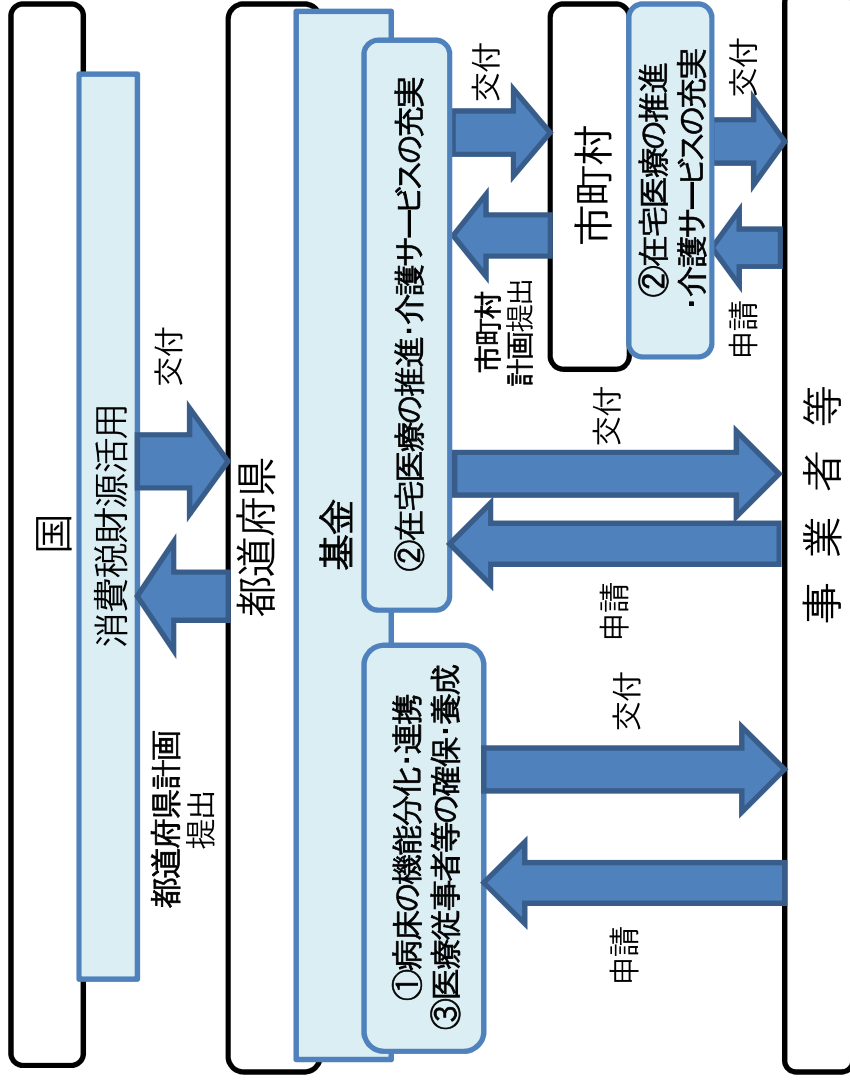 国
消費税財源活用
都道府県計画
提出
交付
都道府県
基金
①病床の機能分化・連携
③医療従事者等の確保・養成
②在宅医療の推進・介護サービスの充実
市町村
計画提出
交付
市町村
②在宅医療の推進
・介護サービスの充実
申請
交付
申請
交付
申請
交付
事業者等